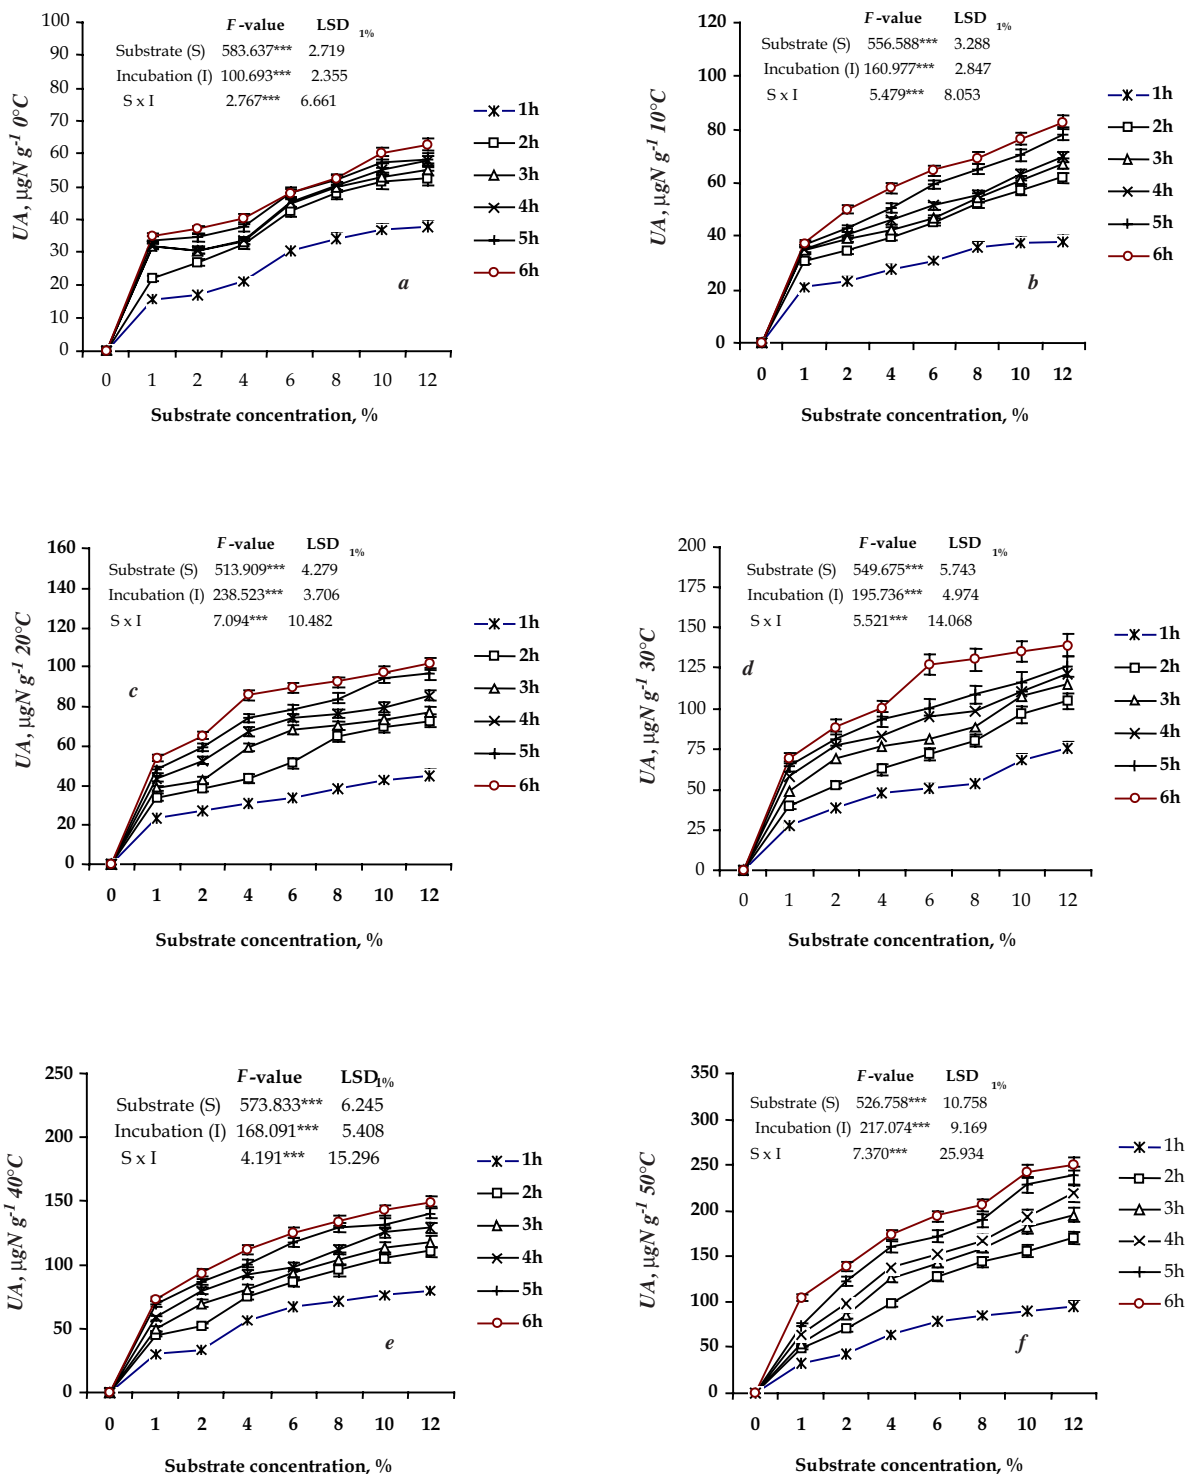 F-value LSD 1%
Substrate (S) 583.637*** 2.719
Incubation (I) 100.693*** 2.355
S x I 2.767*** 6.661
100
90
80
70
60
50
40
30
20
10
0
UA, µgN g-1 0°C
0 1 2 4 6 8 10 12
Substrate concentration, %
a
1h
2h
3h
4h
5h
6h
F-value LSD 1%
Substrate (S) 556.588*** 3.288
Incubation (I) 160.977*** 2.847
S x I 5.479*** 8.053
120
100
80
60
40
20
0
UA, µgN g-1 10°C
0 1 2 4 6 8 10 12
Substrate concentration, %
b
1h
2h
3h
4h
5h
6h
F-value LSD 1%
Substrate (S) 513.909*** 4.279
Incubation (I) 238.523*** 3.706
S x I 7.094*** 10.482
160
140
120
100
80
60
40
20
0
UA, µgN g-1 20°C
0 1 2 4 6 8 10 12
Substrate concentration, %
c
1h
2h
3h
4h
5h
6h
F-value LSD 1%
Substrate (S) 549.675*** 5.743
Incubation (I) 195.736*** 4.974
S x I 5.521*** 14.068
200
175
150
125
100
75
50
25
0
UA, µgN g-1 30°C
0 1 2 4 6 8 10 12
Substrate concentration, %
d
1h
2h
3h
4h
5h
6h
F-value LSD1%
Substrate (S) 573.833*** 6.245
Incubation (I) 168.091*** 5.408
S x I 4.191*** 15.296
250
200
150
100
50
0
UA, µgN g-1 40°C
0 1 2 4 6 8 10 12
Substrate concentration, %
e
1h
2h
3h
4h
5h
6h
F-value LSD 1%
Substrate (S) 526.758*** 10.758
Incubation (I) 217.074*** 9.169
S x I 7.370*** 25.934
350
300
250
200
150
100
50
0
UA, µgN g-1 50°C
0 1 2 4 6 8 10 12
Substrate concentration, %
f
1h
2h
3h
4h
5h
6h